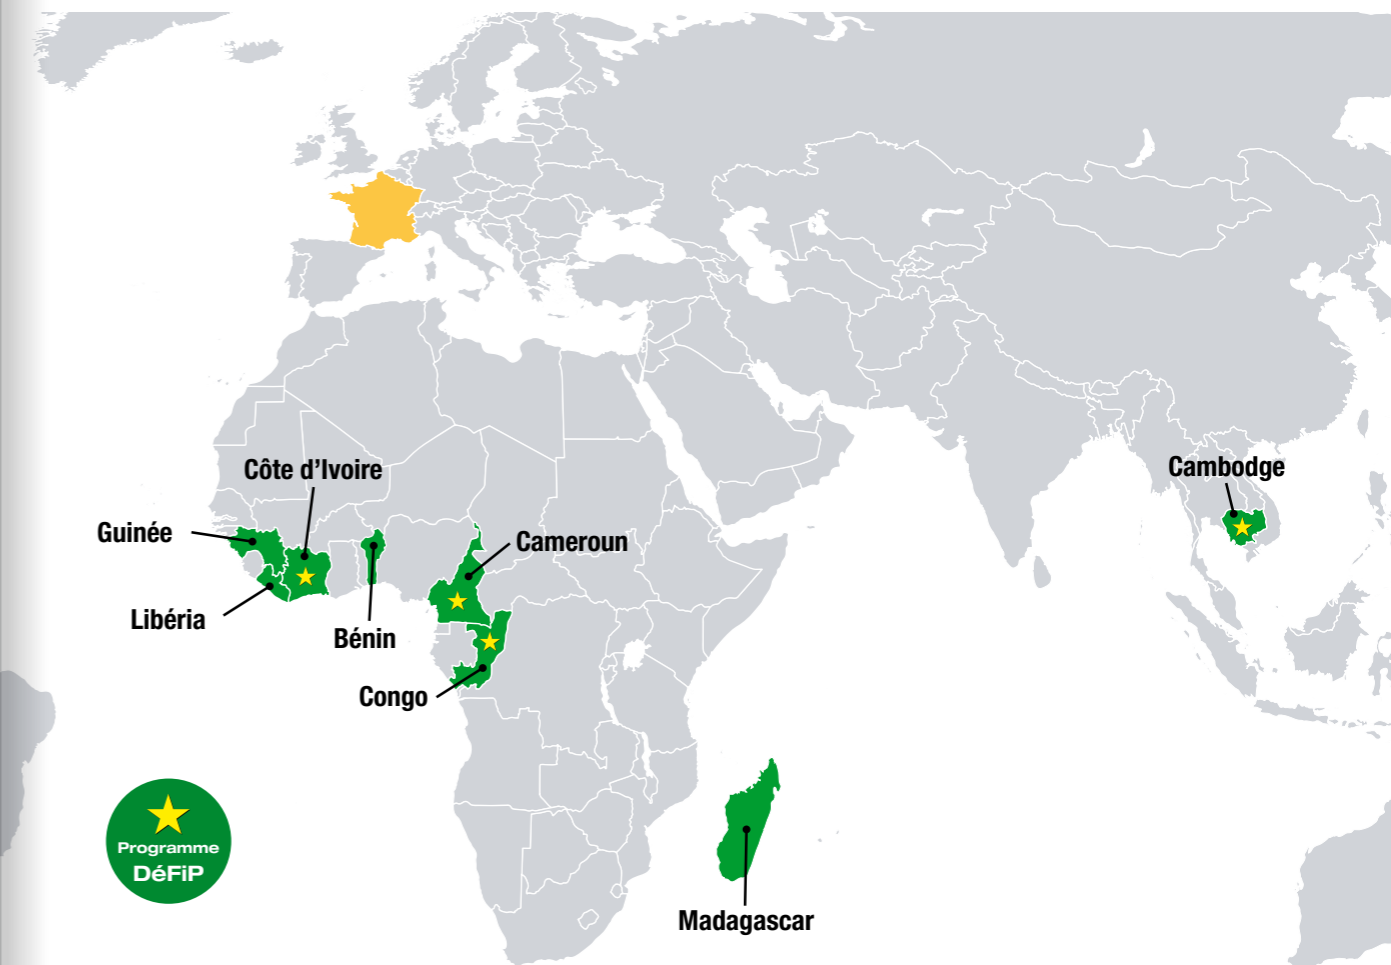 Côte d’Ivoire
Cambodge
Guinée
Cameroun
Libéria
Bénin
Congo
Programme
DéFiP
Madagascar